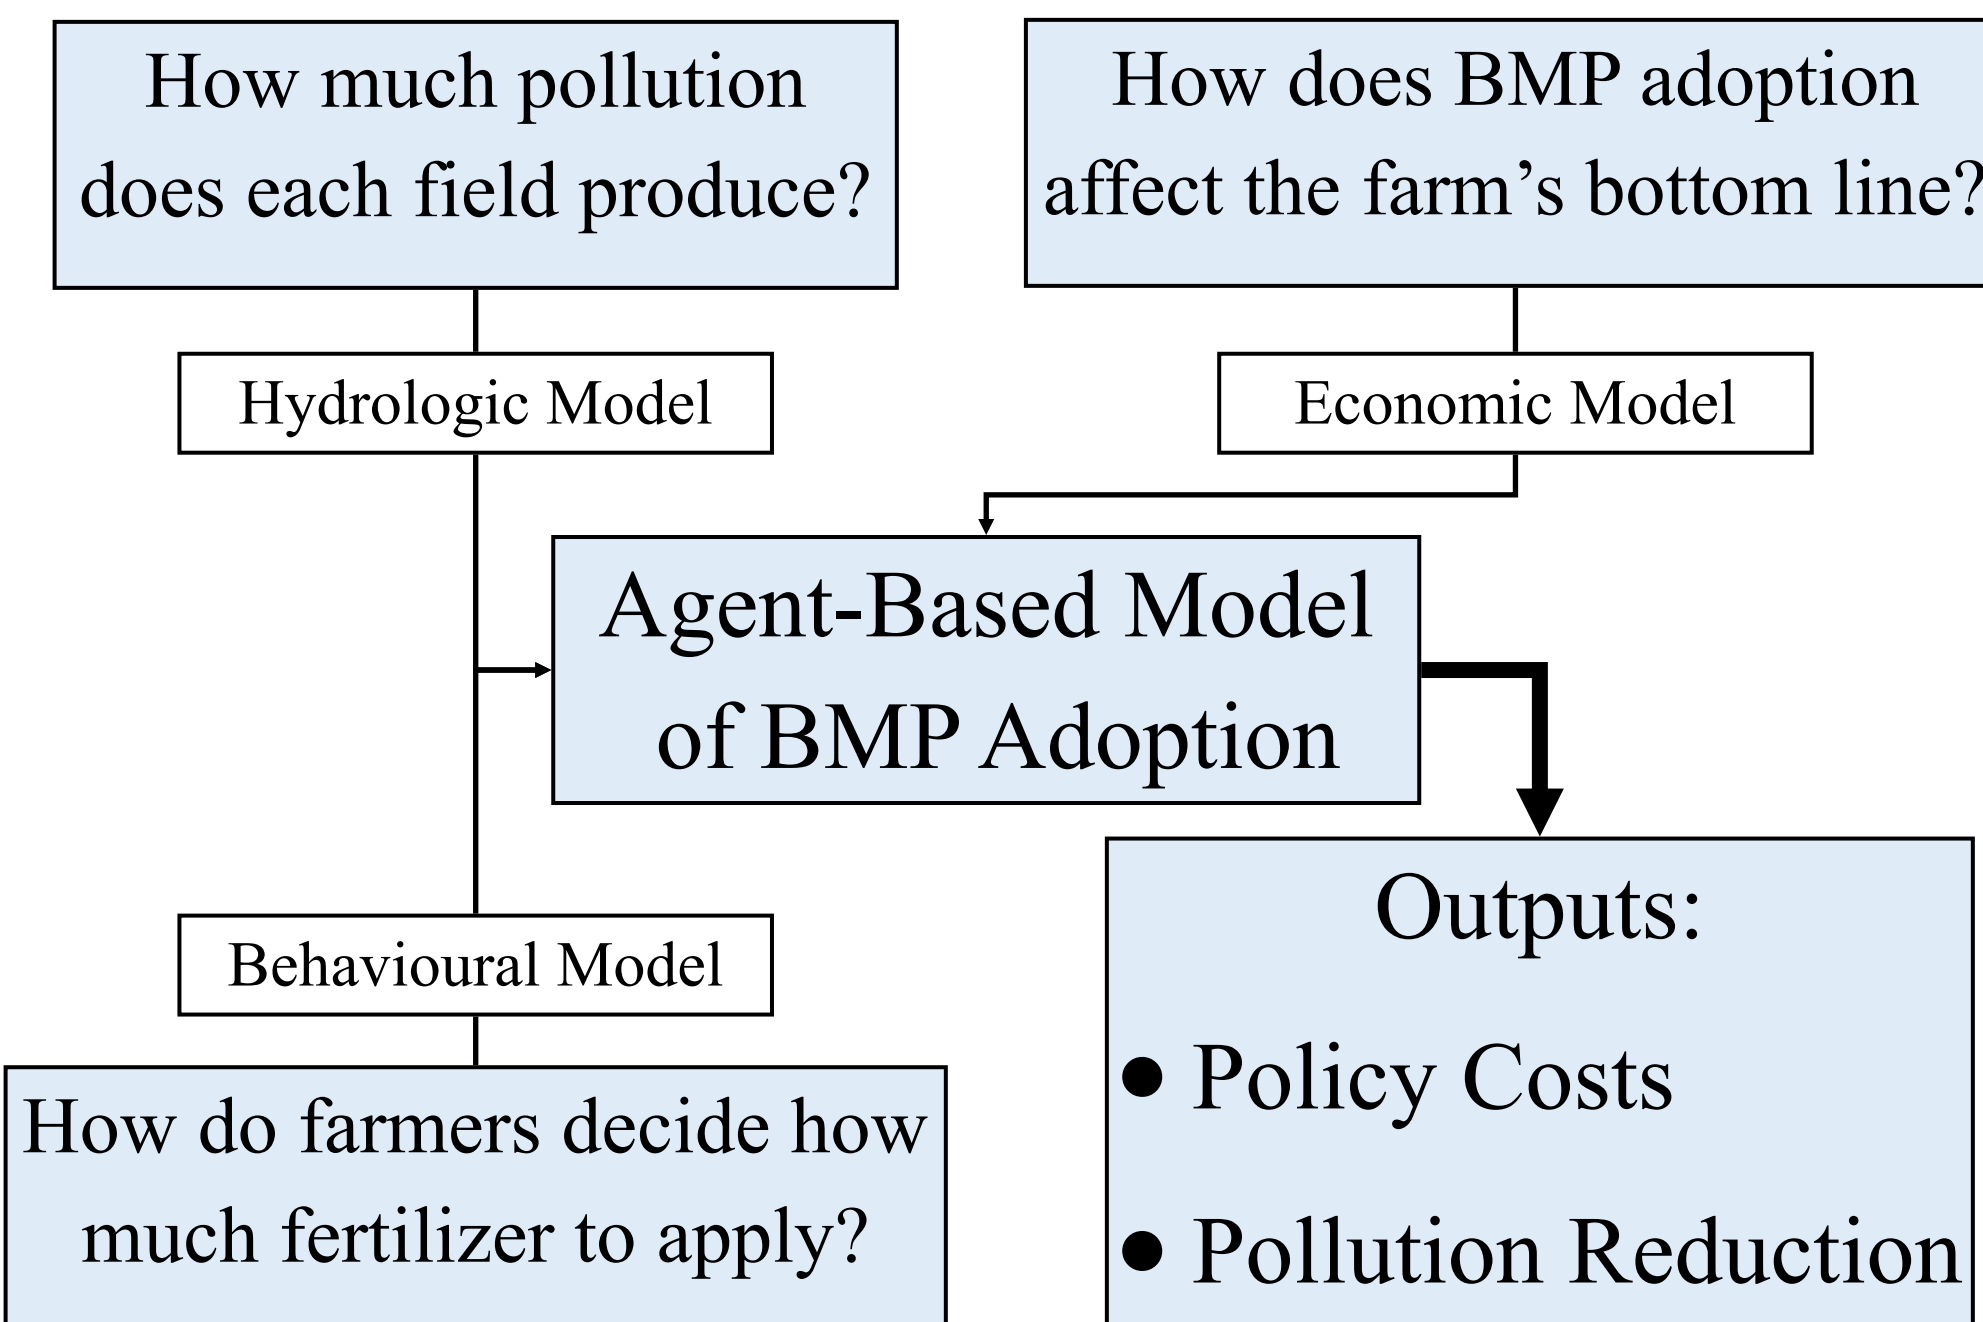 How much pollution
does each field produce?
How does BMP adoption
affect the farm’s bottom line?
Hydrologic Model
Economic Model
Agent-Based Model
of BMP Adoption
Behavioural Model
How do farmers decide how
much fertilizer to apply?
Outputs:
● Policy Costs
● Pollution Reduction